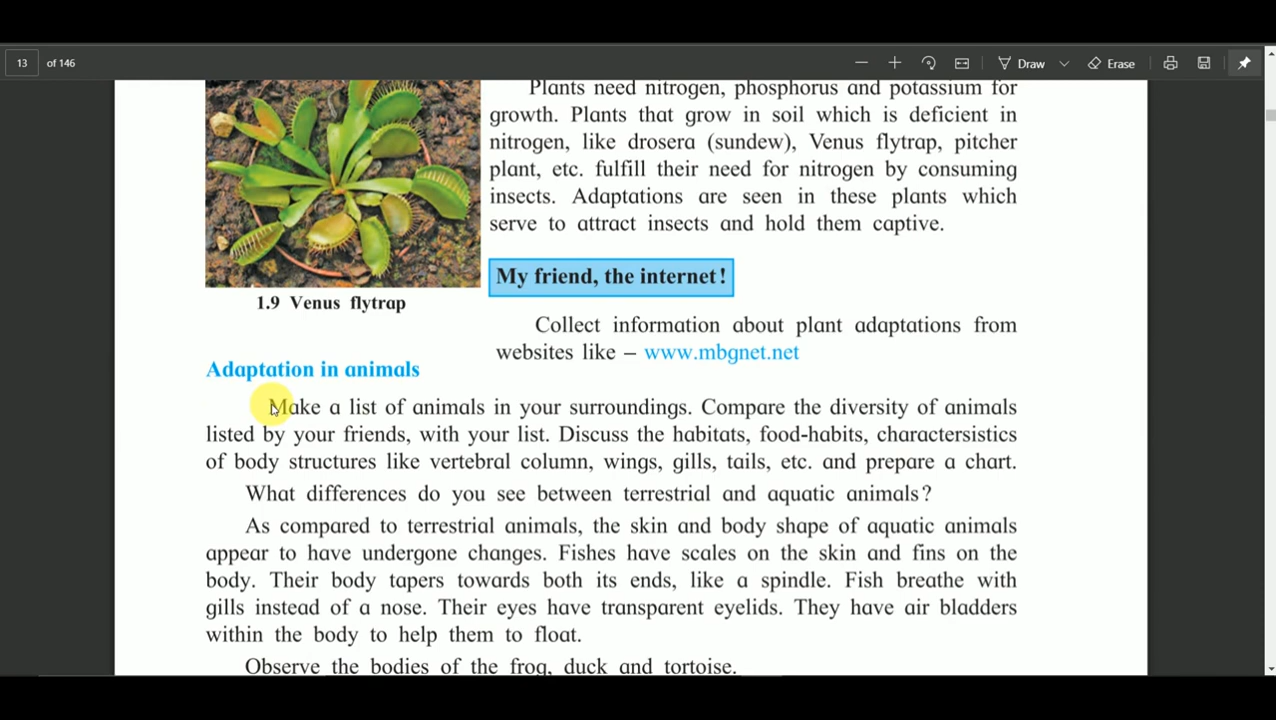 13 of 146
Draw
Erase
Plants need nitrogen, phosphorus and potassium for
growth. Plants that grow in soil which is deficient in
nitrogen, like drosera (sundew), Venus flytrap, pitcher
plant, etc. fulfill their need for nitrogen by consuming
insects. Adaptations are seen in these plants which
serve to attract insects and hold them captive.
My friend, the internet!
1.9 Venus flytrap
Collect information about plant adaptations from
websites like – www.mbgnet.net
Adaptation in animals
Make a list of animals in your surroundings. Compare the diversity of animals
listed by your friends, with your list. Discuss the habitats, food-habits, charactersistics
of body structures like vertebral column, wings, gills, tails, etc. and prepare a chart.
What differences do you see between terrestrial and aquatic animals?
As compared to terrestrial animals, the skin and body shape of aquatic animals
appear to have undergone changes. Fishes have scales on the skin and fins on the
body. Their body tapers towards both its ends, like a spindle. Fish breathe with
gills instead of a nose. Their eyes have transparent eyelids. They have air bladders
within the body to help them to float.
Observe the bodies of the frog, duck and tortoise.